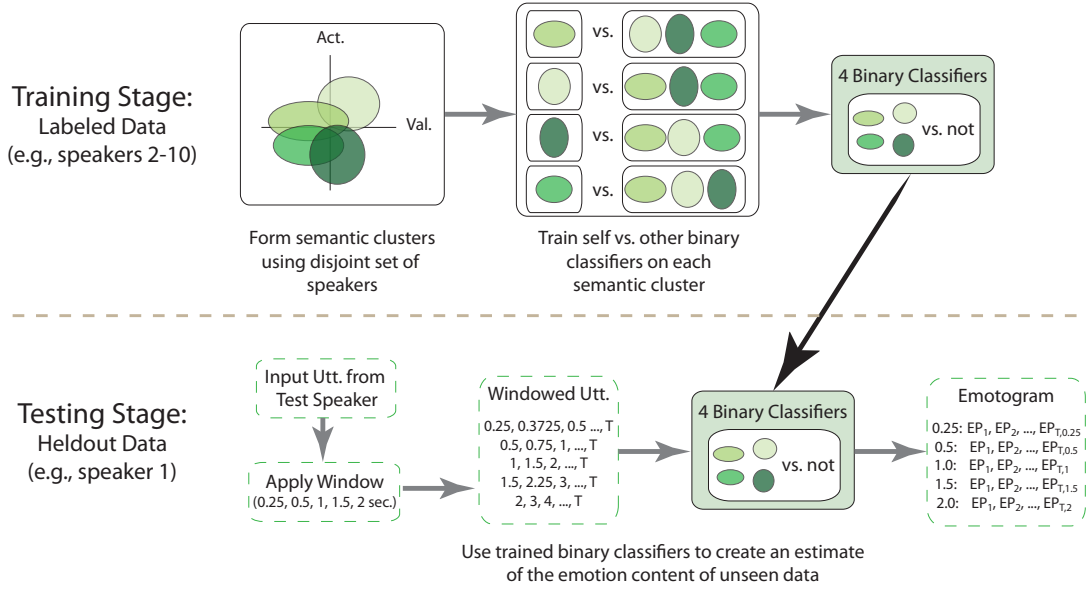 Training Stage:
Labeled Data
(e.g., speakers 2-10)
Act.
Val.
Form semantic clusters
using disjoint set of
speakers
vs.
vs.
vs.
vs.
Train self vs. other binary
classifiers on each
semantic cluster
4 Binary Classifiers
vs. not
Testing Stage:
Heldout Data
(e.g., speaker 1)
Input Utt. from
Test Speaker
Apply Window
(0.25, 0.5, 1, 1.5, 2 sec.)
Windowed Utt.
0.25, 0.3725, 0.5 ..., T
0.5, 0.75, 1, ..., T
1, 1.5, 2, ..., T
1.5, 2.25, 3, ..., T
2, 3, 4, ..., T
4 Binary Classifiers
vs. not
Emotogram
0.25: EP1, EP2, ..., EPT,0.25
0.5: EP1, EP2, ..., EPT,0.5
1.0: EP1, EP2, ..., EPT,1
1.5: EP1, EP2, ..., EPT,1.5
2.0: EP1, EP2, ..., EPT,2
Use trained binary classifiers to create an estimate
of the emotion content of unseen data